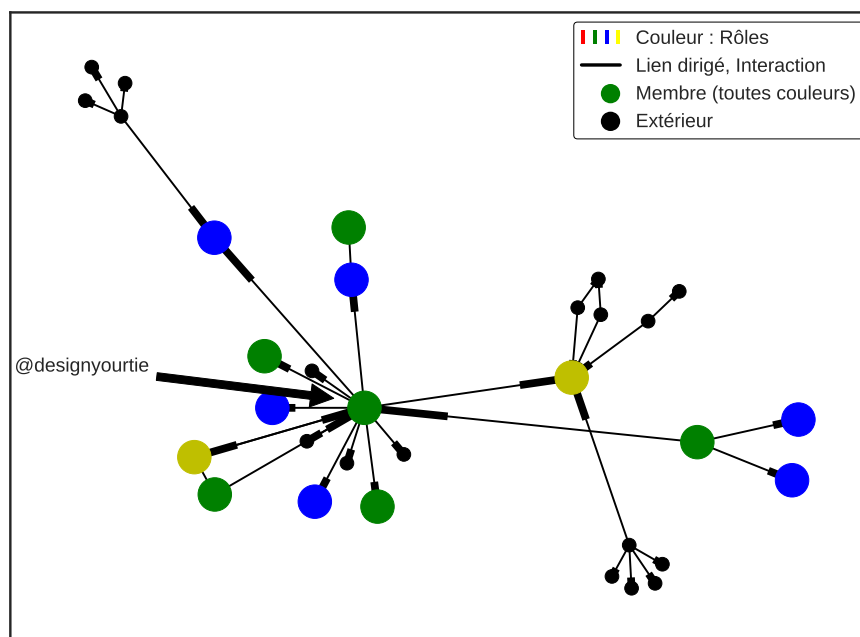 Couleur : Rôles
Lien dirigé, Interaction
Membre (toutes couleurs)
Extérieur
@designyourtie